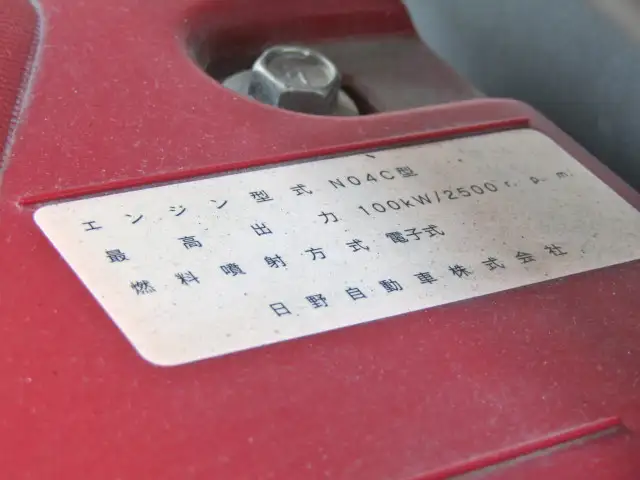 エンジン型式 N04C型
最高出力 100kW/2500r.p.m.
燃料噴射方式 電子式
日野自動車株式会社